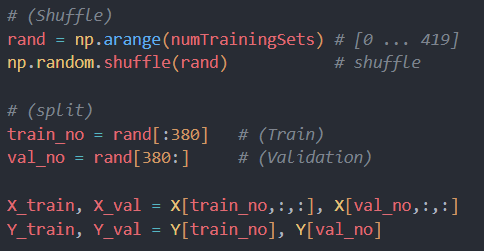 # (Shuffle)
rand = np.arange(numTrainingSets) # [0 ... 419]
np.random.shuffle(rand) # shuffle
# (split)
train_no = rand[:380] # (Train)
val_no = rand[380:] # (Validation)
X_train, X_val = X[train_no,:,:], X[val_no,:,:]
Y_train, Y_val = Y[train_no], Y[val_no]